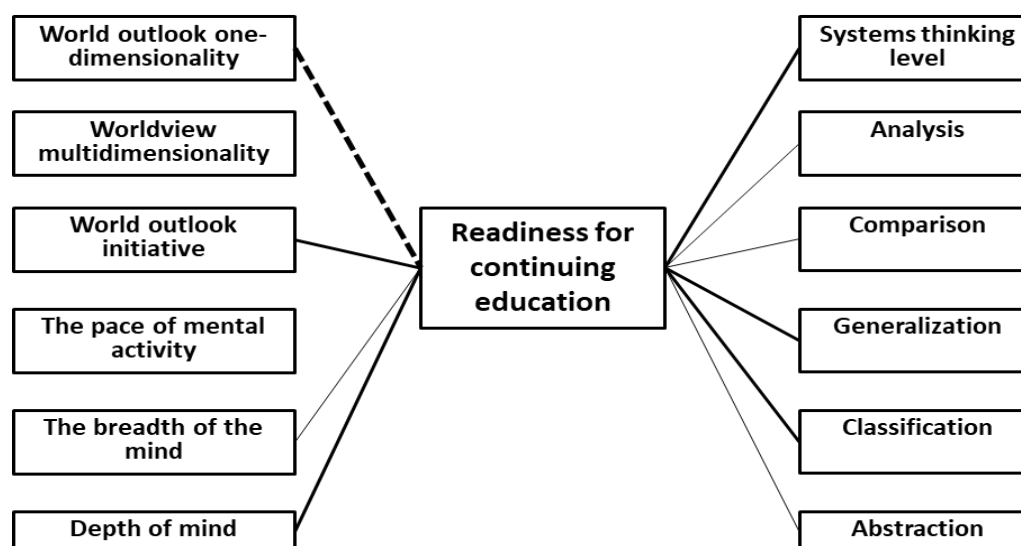 World outlook one-
dimensionality
Worldview
multidimensionality
World outlook
initiative
The pace of mental
activity
The breadth of the
mind
Depth of mind
Readiness for
continuing
education
Systems thinking
level
Analysis
Comparison
Generalization
Classification
Abstraction